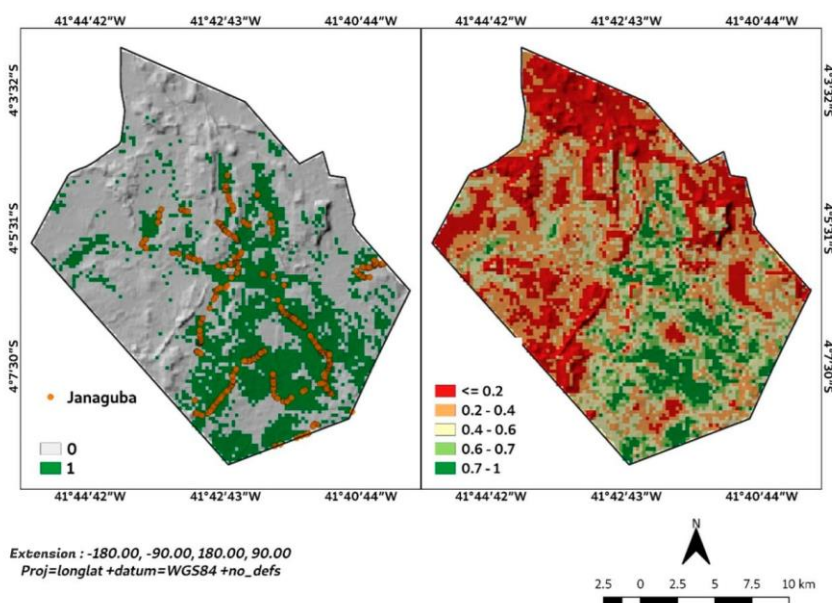 41°44′42″W 41°42′43″W 41°40′44″W 41°44′42″W 41°42′43″W 41°40′44″W
4°3′32″S 4°3′32″S
4°5′31″S 4°5′31″S
4°7′30″S 4°7′30″S
Janaguba
0
1
<= 0.2
0.2 - 0.4
0.4 - 0.6
0.6 - 0.7
0.7 - 1
41°44′42″W 41°42′43″W 41°40′44″W 41°44′42″W 41°42′43″W 41°40′44″W
Extension : -180.00, -90.00, 180.00, 90.00
Proj=longlat +datum=WGS84 +no_defs
N
2.5 0 2.5 5 7.5 10 km